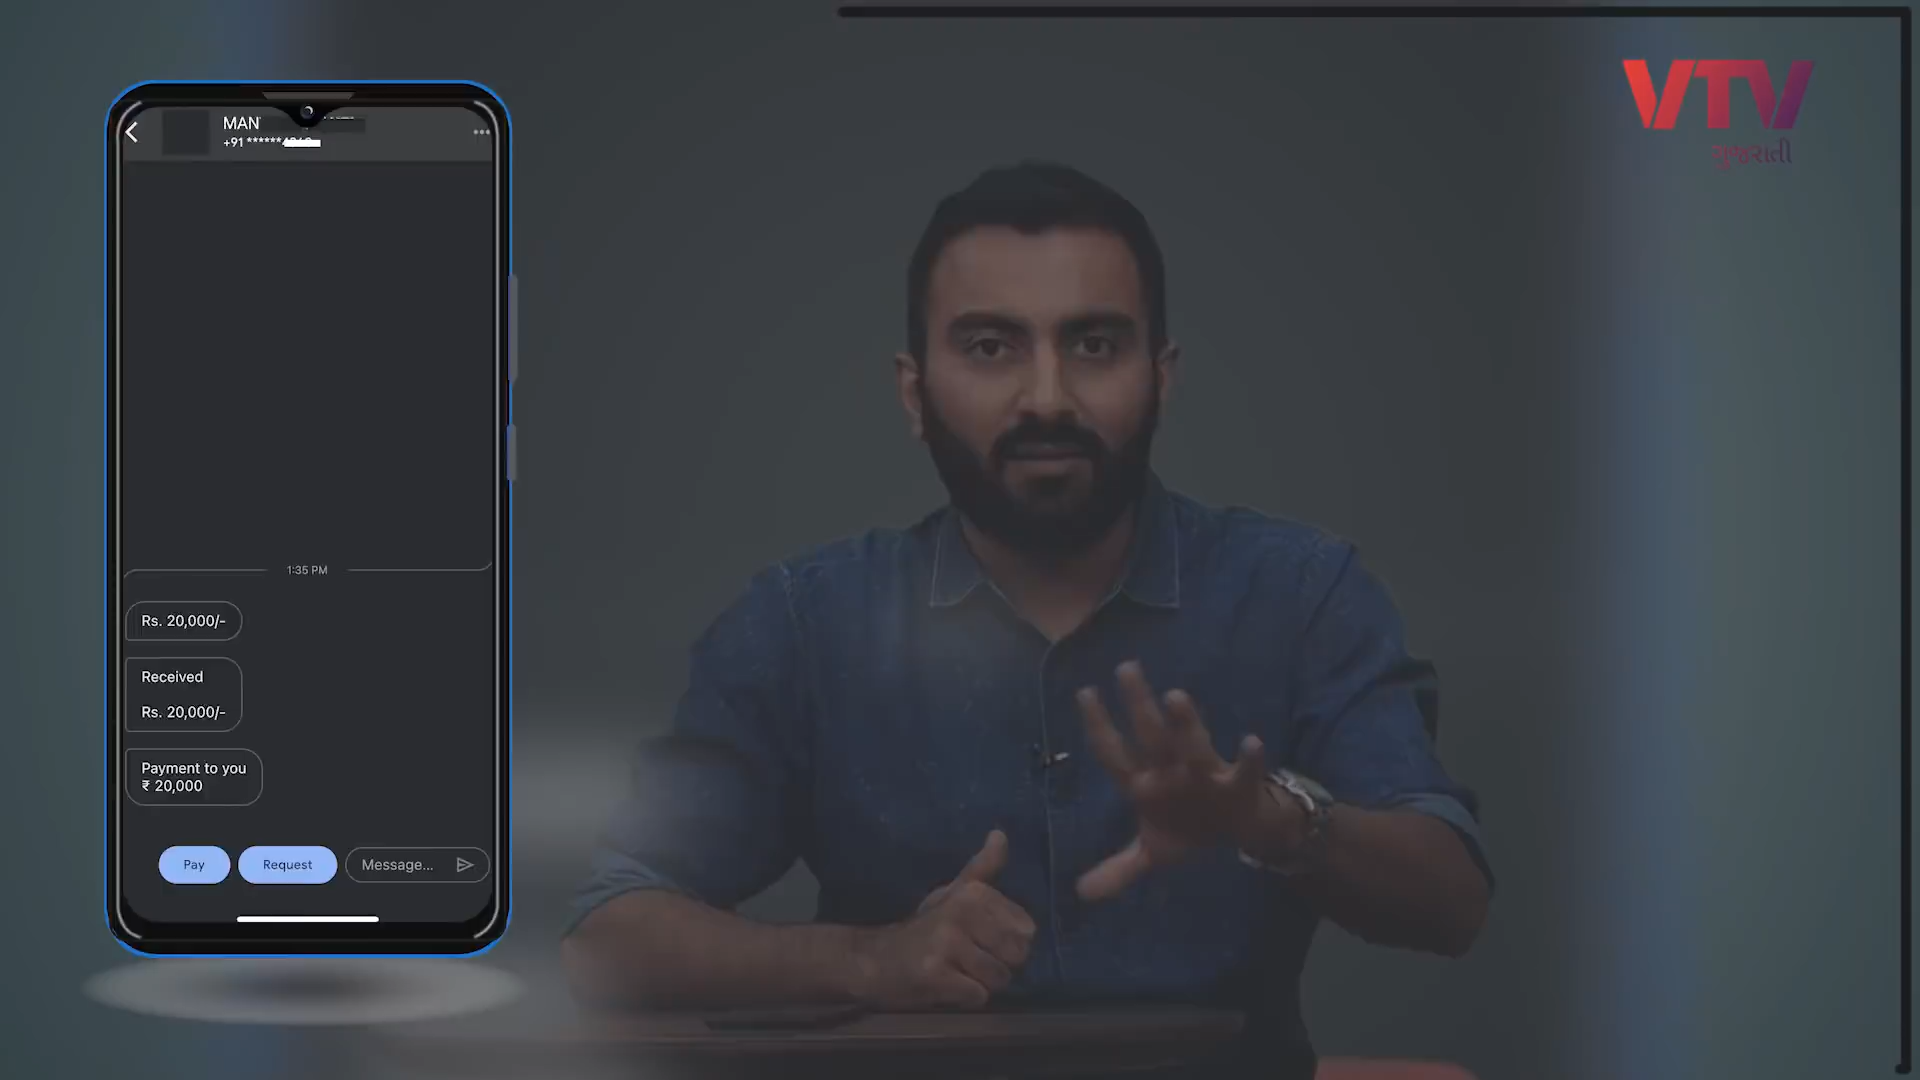 MAN
+91 ******
1:35 PM
Rs. 20,000/-
Received
Rs. 20,000/-
Payment to you
₹ 20,000
Pay
Request
Message...
VTV
ગુજરાતી